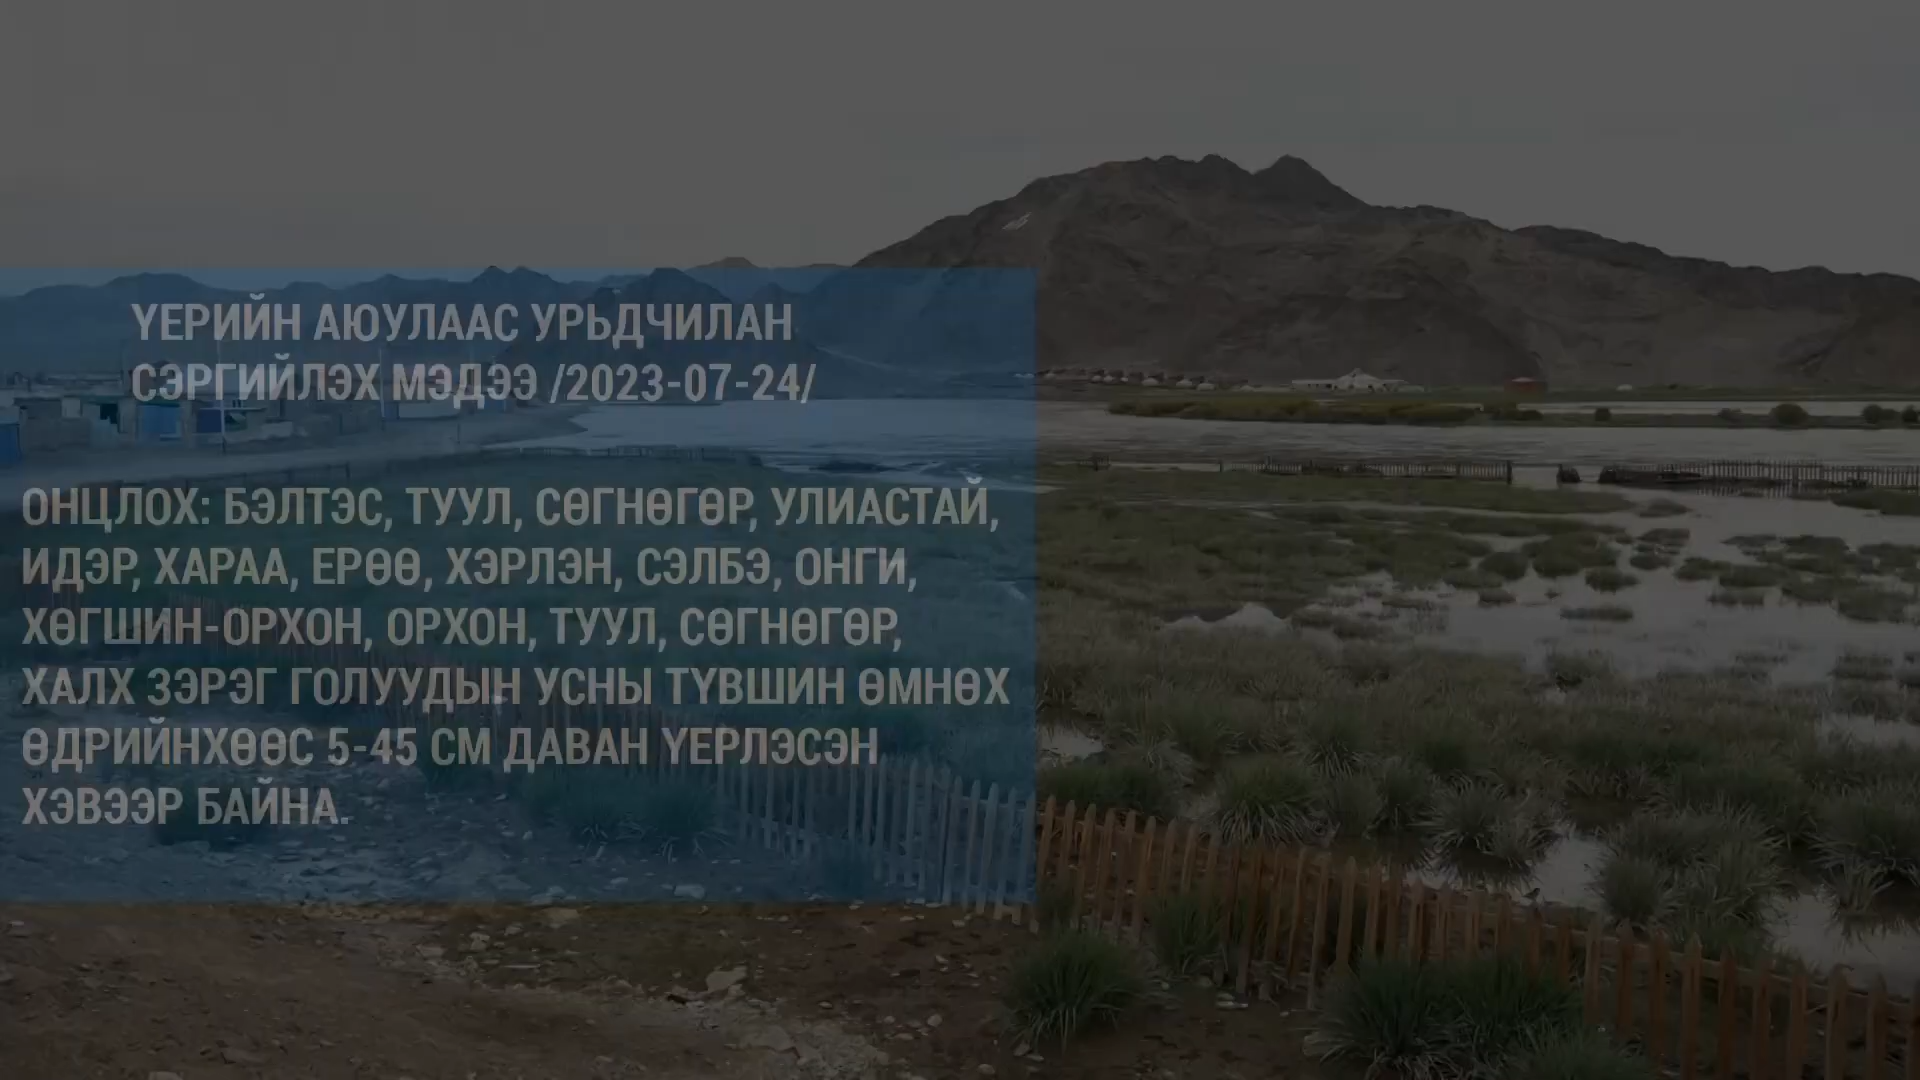 ҮЕРИЙН АЮУЛААС УРЬДЧИЛАН
СЭРГИЙЛЭХ МЭДЭЭ /2023-07-24/
ОНЦЛОХ: БЭЛТЭС, ТУУЛ, СӨГНӨГӨР, УЛИАСТАЙ,
ИДЭР, ХАРАА, ЕРӨӨ, ХЭРЛЭН, СЭЛБЭ, ОНГИ,
ХӨГШИН-ОРХОН, ОРХОН, ТУУЛ, СӨГНӨГӨР,
ХАЛХ ЗЭРЭГ ГОЛУУДЫН УСНЫ ТҮВШИН ӨМНӨХ
ӨДРИЙНХӨӨС 5-45 СМ ДАВАН ҮЕРЛЭСЭН
ХЭВЭЭР БАЙНА.